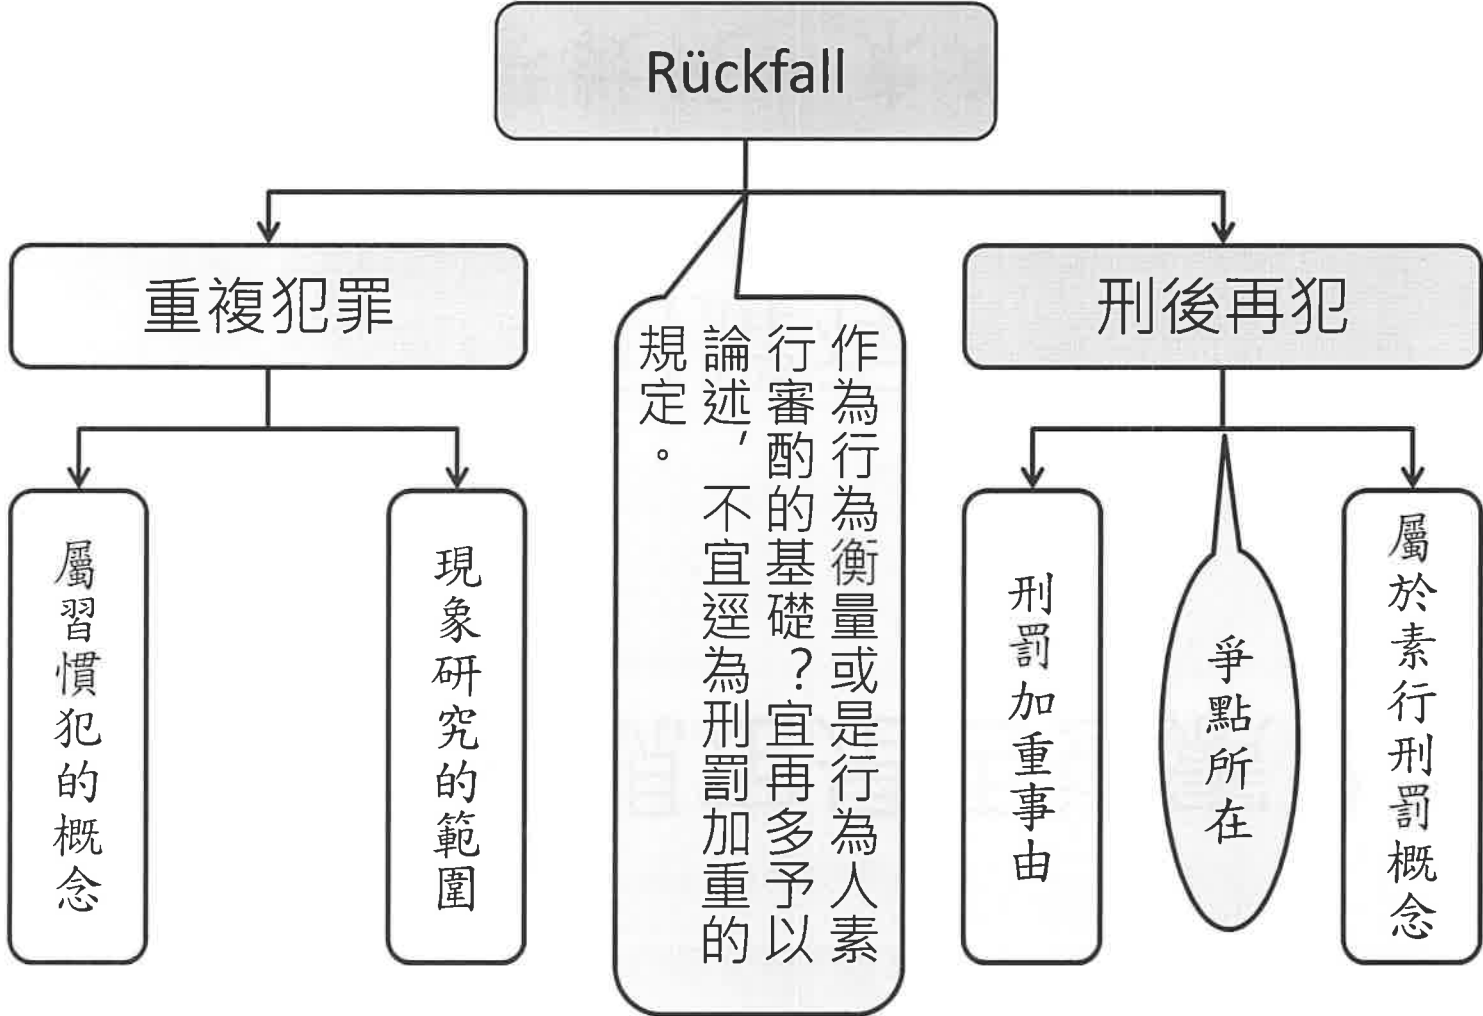 Rückfall
重複犯罪
刑後再犯
屬習慣犯的概念
現象研究的範圍
作為行為衡量或是行為人素
行審酌的基礎？宜再多予以
論述，不宜逕為刑罰加重的
規定。
刑罰加重事由
爭點所在
屬於素行刑罰概念